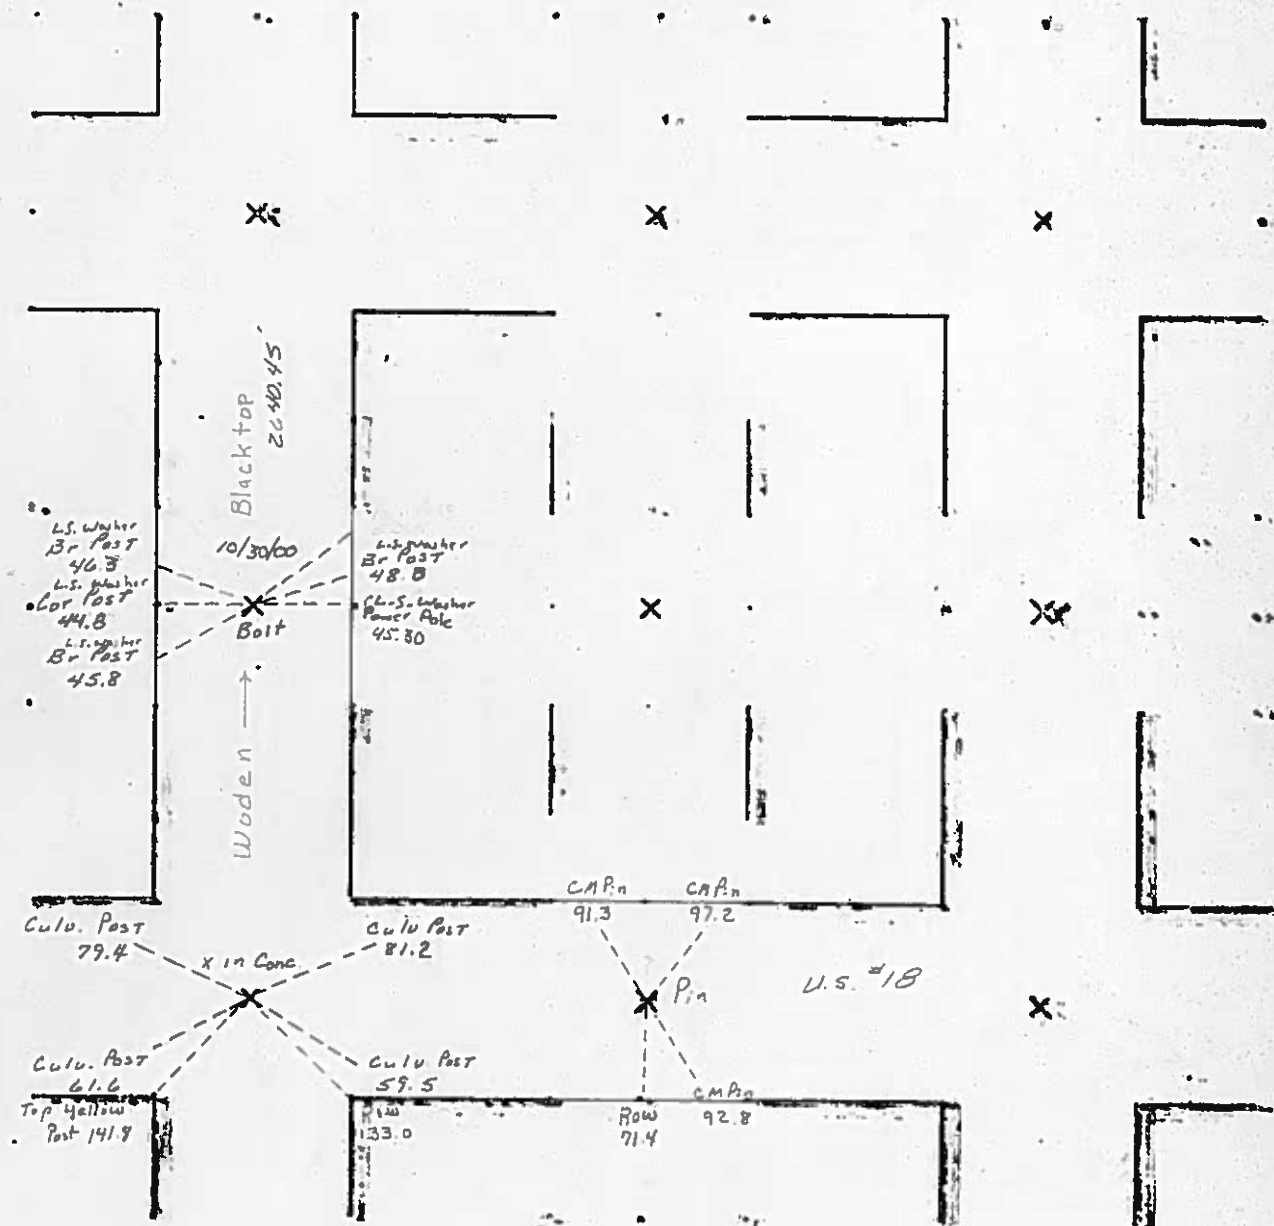 Blacktop
2640.45
10/30/00
L.S. Washer
Br Post
46.3
L.S. Washer
Cor Post
44.8
L.S. Washer
Br Post
45.8
L.S. Washer
Br Post
48.8
L.S. Washer
Power Pole
45.30
Bolt
Woden
Culv. Post
79.4
x in Conc
Culv Post
81.2
CM Pin
91.3
CM Pin
97.2
Pin
U.S. #18
Culv. Post
61.6
Top Yellow
Post 141.9
Culv Post
59.5
ROW
133.0
ROW
71.4
CM Pin
92.8